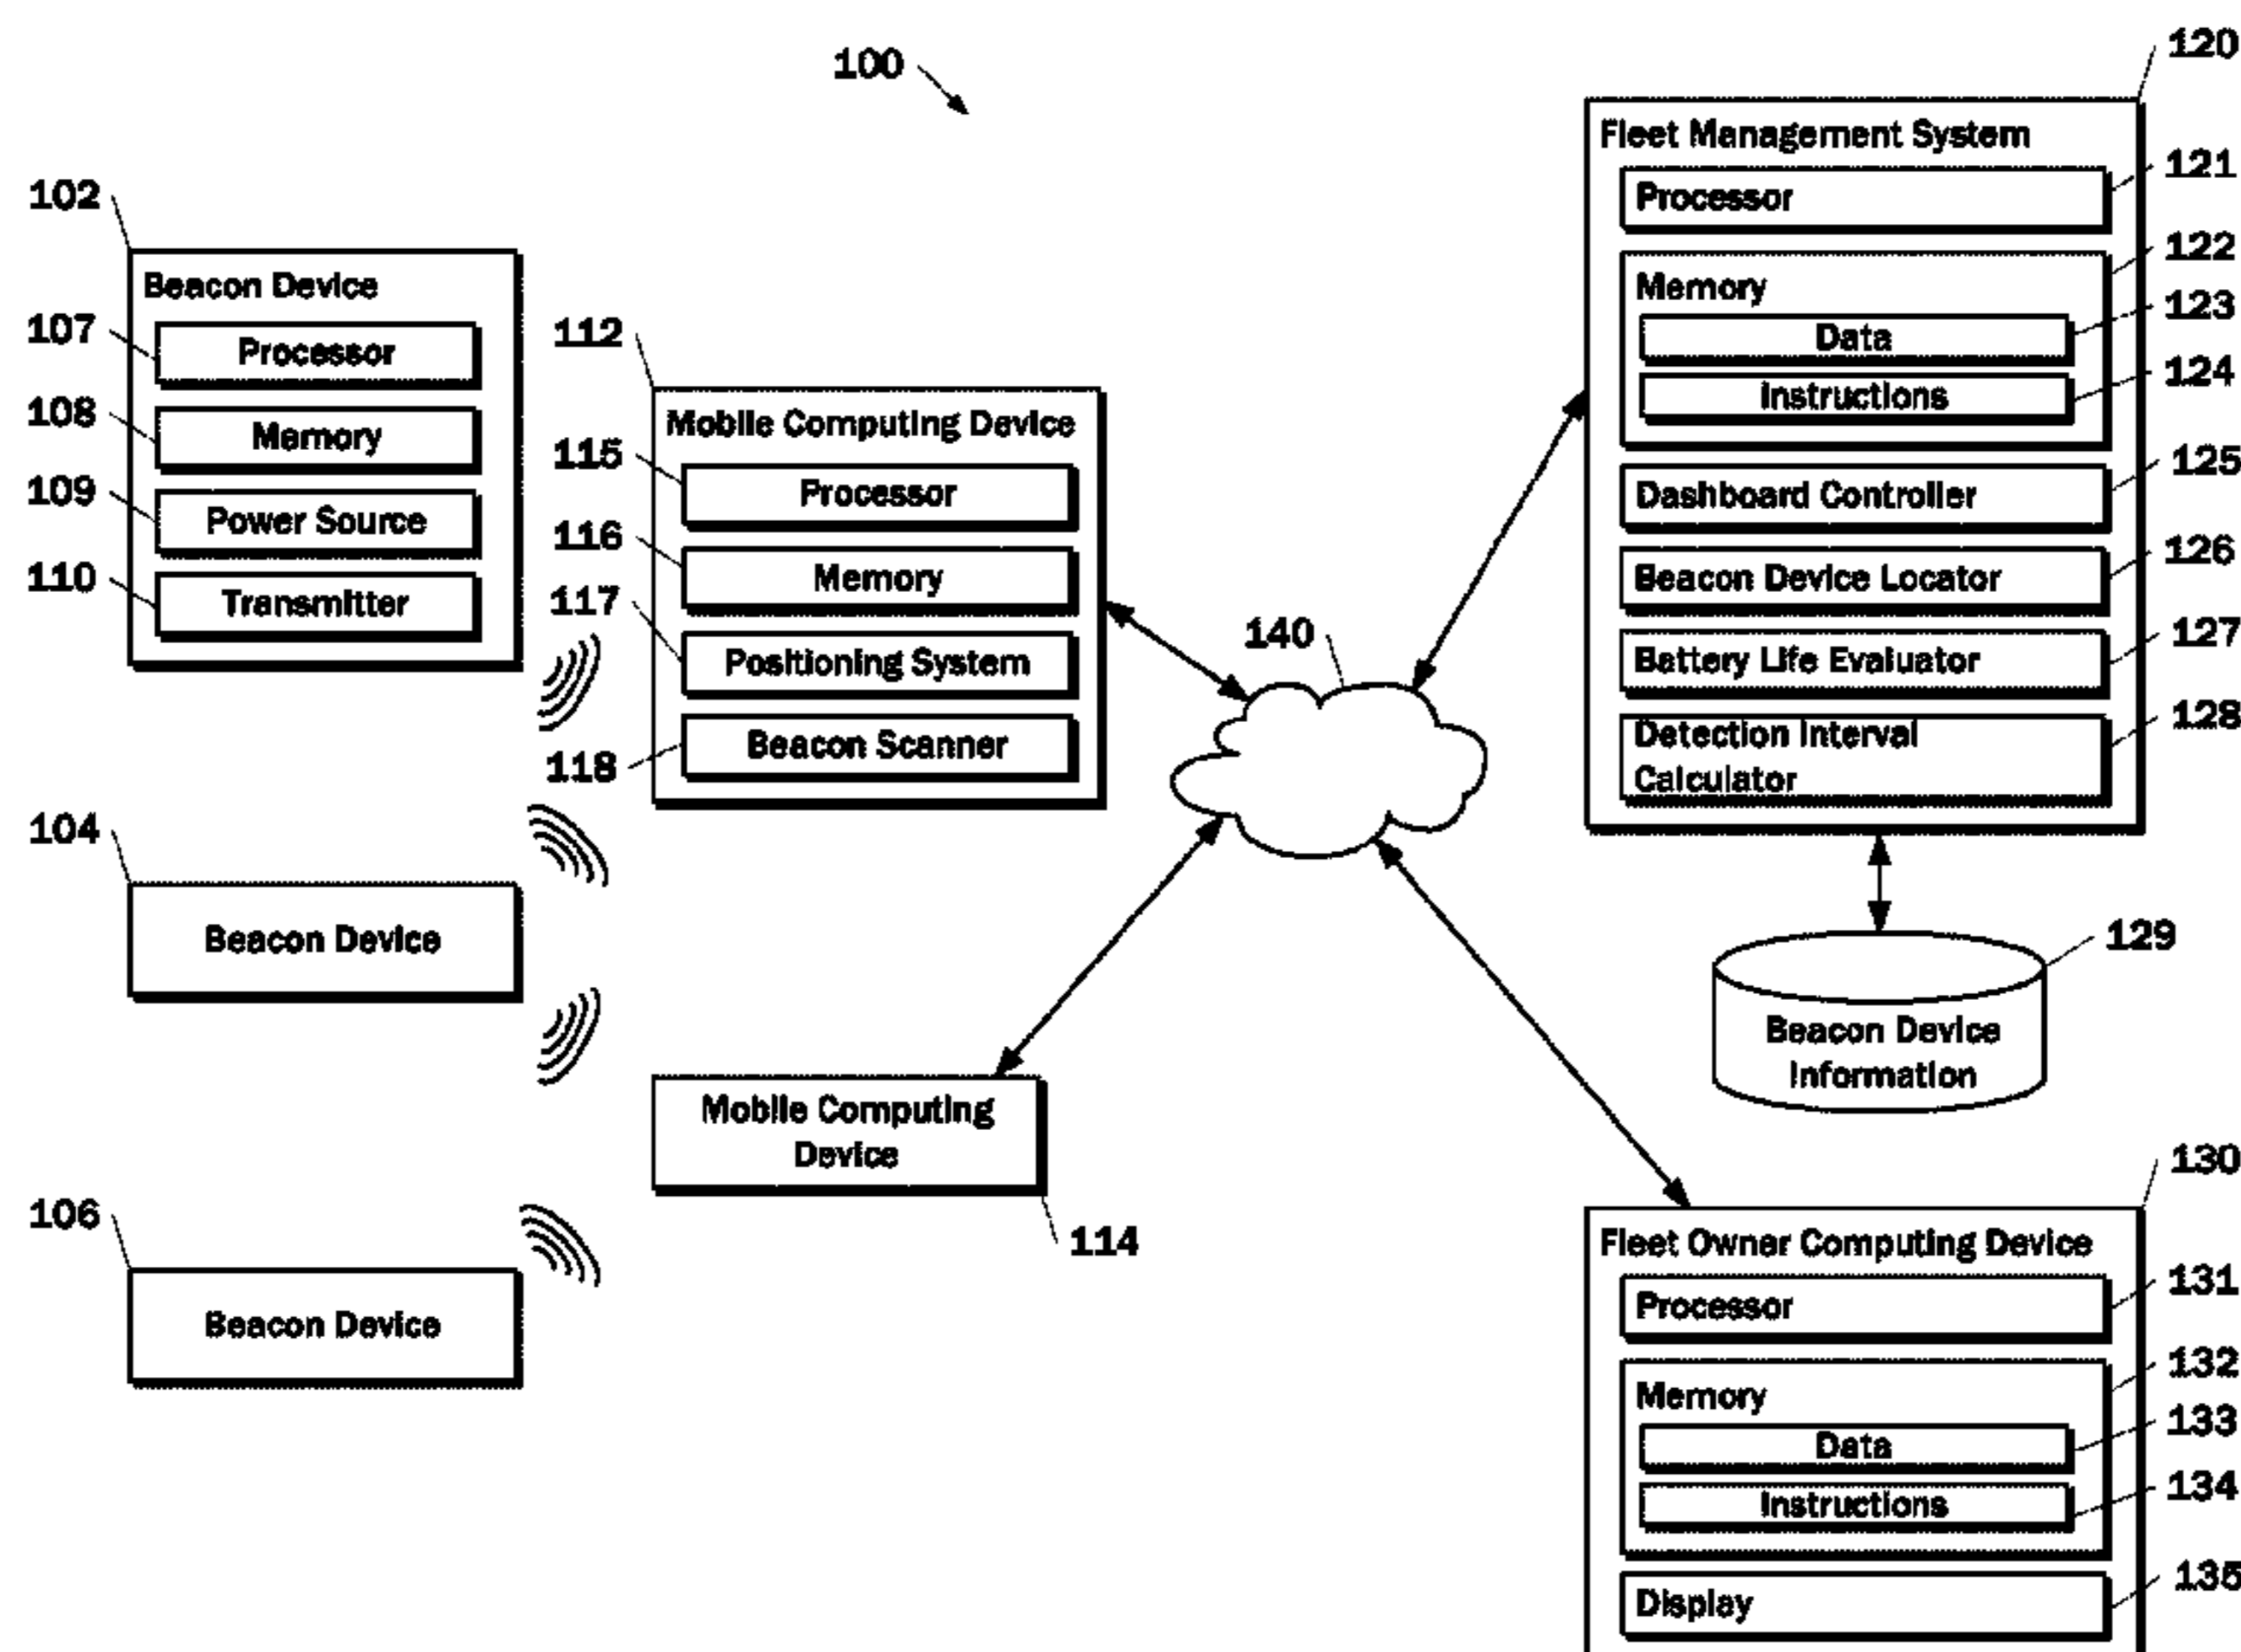 100
102
Beacon Device
107
Processor
108
Memory
109
Power Source
110
Transmitter
104
Beacon Device
106
Beacon Device
112
Mobile Computing Device
115
Processor
116
Memory
117
Positioning System
118
Beacon Scanner
Mobile Computing
Device
114
140
120
Fleet Management System
121
Processor
122
Memory
123
Data
124
Instructions
125
Dashboard Controller
126
Beacon Device Locator
127
Battery Life Evaluator
128
Detection Interval
Calculator
129
Beacon Device
Information
130
Fleet Owner Computing Device
131
Processor
132
Memory
133
Data
134
Instructions
135
Display